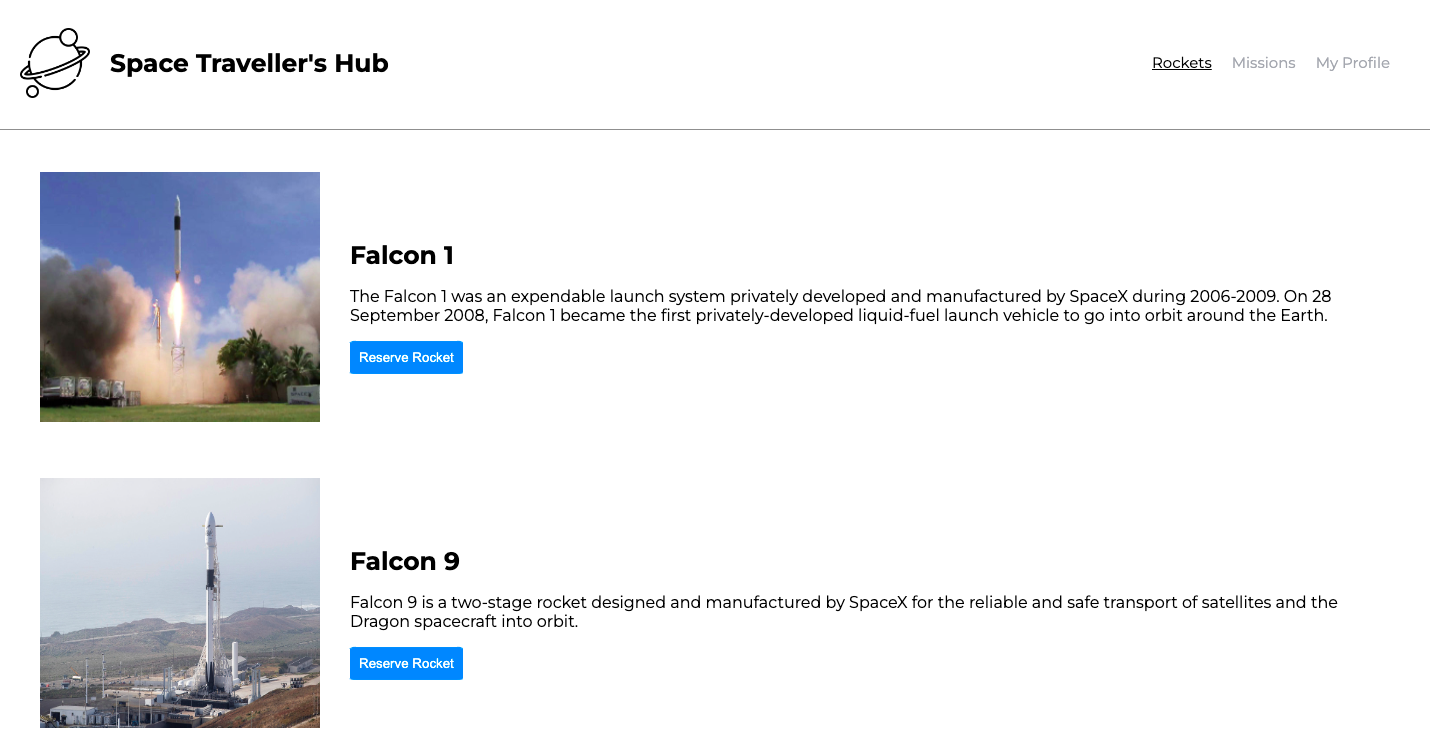 Space Traveller's Hub
Rockets Missions My Profile
Falcon 1
The Falcon 1 was an expendable launch system privately developed and manufactured by SpaceX during 2006-2009. On 28
September 2008, Falcon 1 became the first privately-developed liquid-fuel launch vehicle to go into orbit around the Earth.
Reserve Rocket
Falcon 9
Falcon 9 is a two-stage rocket designed and manufactured by SpaceX for the reliable and safe transport of satellites and the
Dragon spacecraft into orbit.
Reserve Rocket